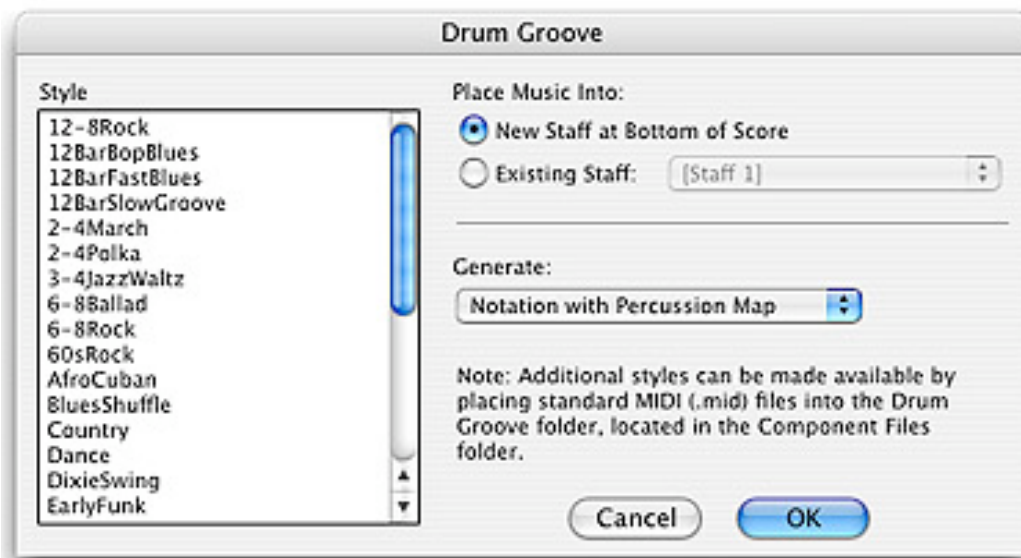 Drum Groove
Style
12-8Rock
12BarBopBlues
12BarFastBlues
12BarSlowGroove
2-4March
2-4Polka
3-4JazzWaltz
6-8Ballad
6-8Rock
60sRock
AfroCuban
BluesShuffle
Country
Dance
DixieSwing
EarlyFunk
Place Music Into:
New Staff at Bottom of Score
Existing Staff: [Staff 1]
Generate:
Notation with Percussion Map
Note: Additional styles can be made available by
placing standard MIDI (.mid) files into the Drum
Groove folder, located in the Component Files
folder.
Cancel OK